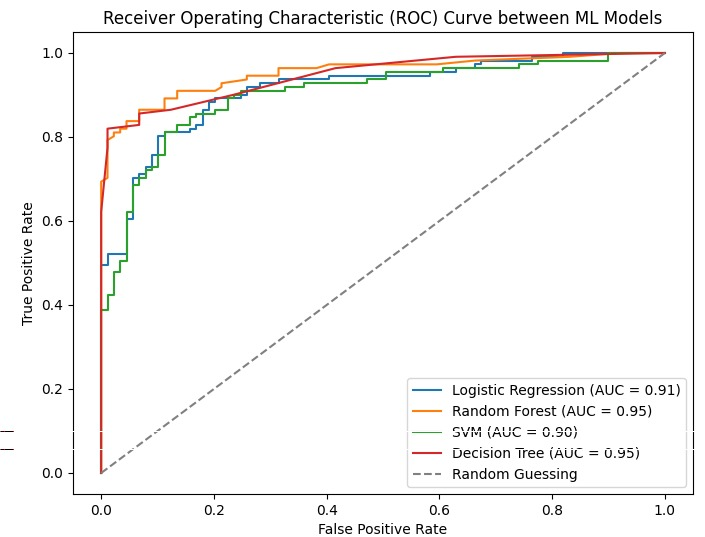 Receiver Operating Characteristic (ROC) Curve between ML Models
1.0
0.8
0.6
0.4
0.2
0.0
True Positive Rate
Logistic Regression (AUC = 0.91)
Random Forest (AUC = 0.95)
SVM (AUC = 0.90)
Decision Tree (AUC = 0.95)
Random Guessing
0.0 0.2 0.4 0.6 0.8 1.0
False Positive Rate